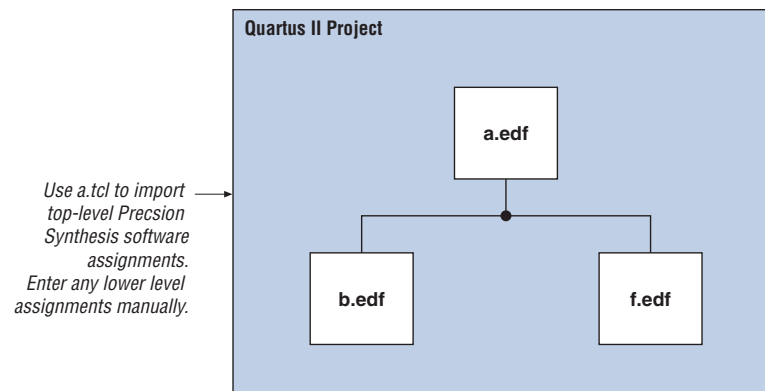 Quartus II Project
a.edf
Use a.tcl to import
top-level Precsion
Synthesis software
assignments.
Enter any lower level
assignments manually.
b.edf
f.edf